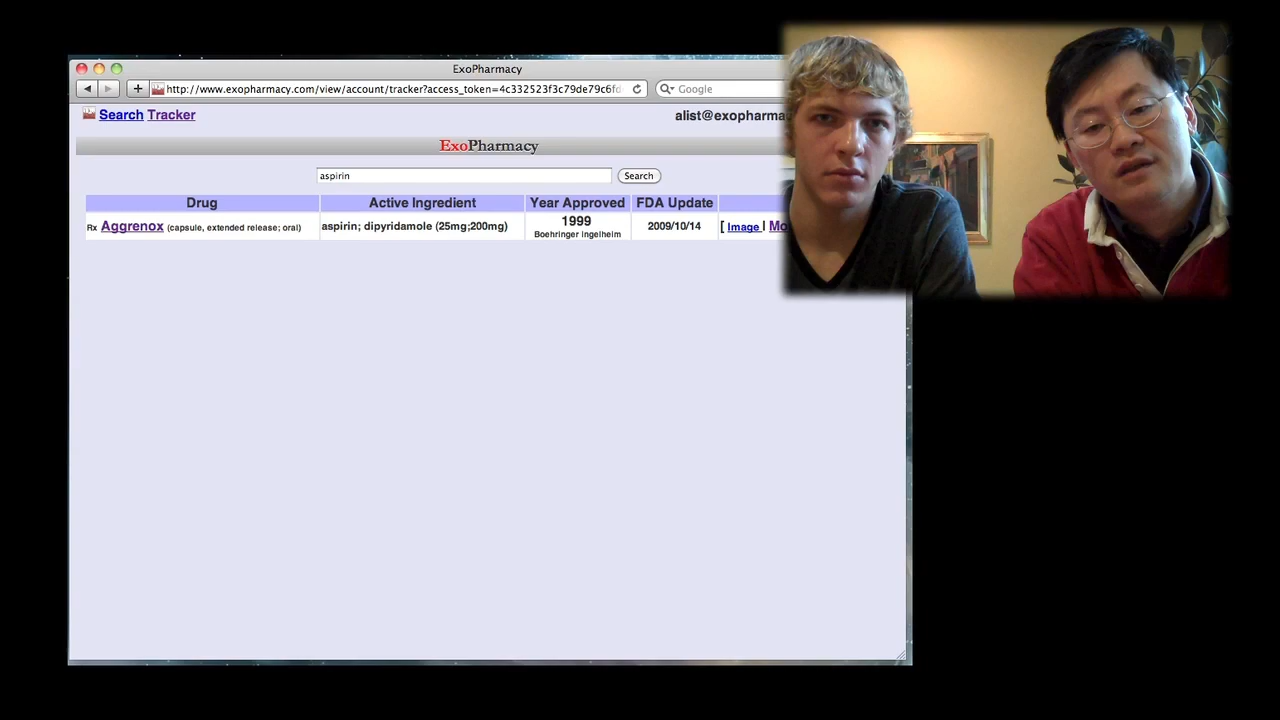 ExoPharmacy
http://www.exopharmacy.com/view/account/tracker?access_token=4c332523f3c79de79c6fd
Google
Search Tracker
alist@exopharma
ExoPharmacy
aspirin
Search
Drug Active Ingredient Year Approved FDA Update
Rx Aggrenox (capsule, extended release; oral) aspirin; dipyridamole (25mg;200mg) 1999 2009/10/14 [ Image | Mo
Boehringer Ingelheim